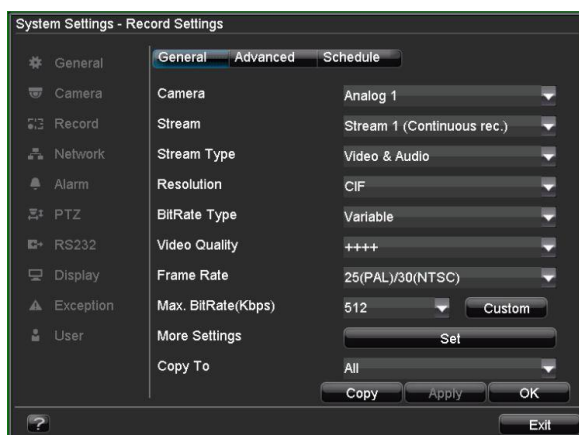 System Settings - Record Settings
General Advanced Schedule
General
Camera
Record
Network
Alarm
PTZ
RS232
Display
Exception
User
Camera Analog 1
Stream Stream 1 (Continuous rec.)
Stream Type Video & Audio
Resolution CIF
BitRate Type Variable
Video Quality ++++
Frame Rate 25(PAL)/30(NTSC)
Max. BitRate(Kbps) 512 Custom
More Settings Set
Copy To All
Copy Apply OK
? Exit